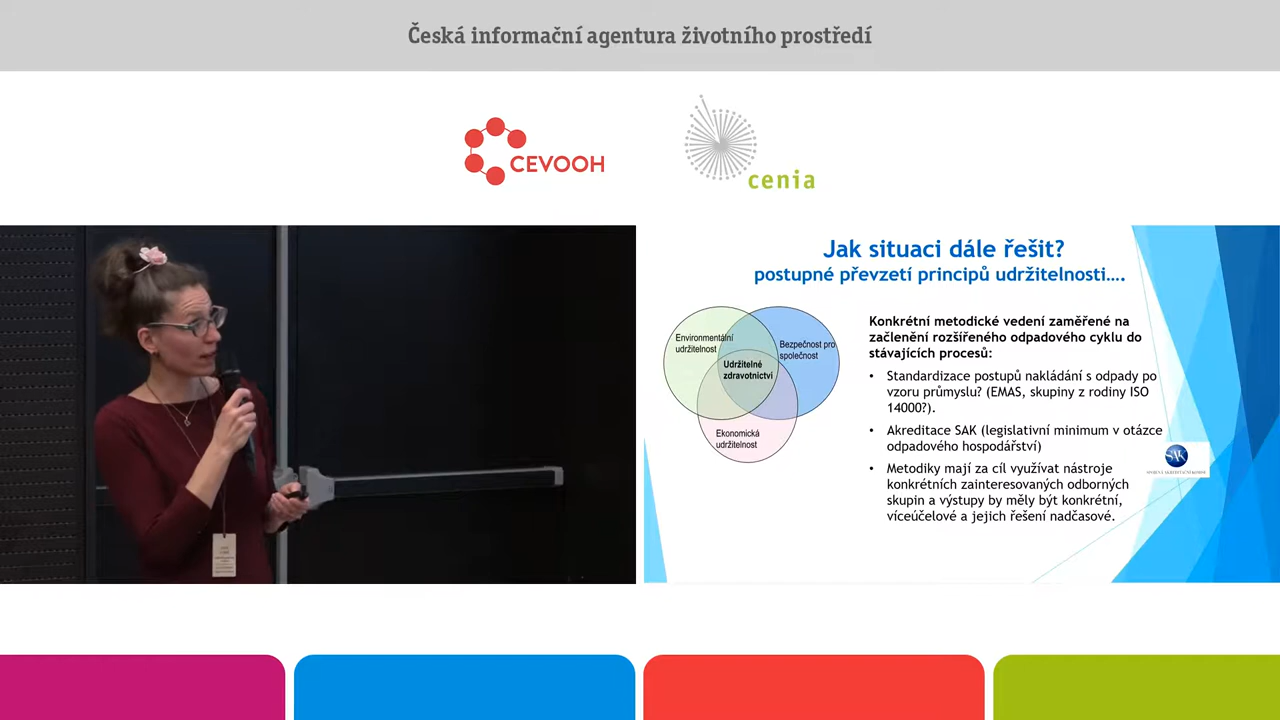 Česká informační agentura životního prostředí
CEVOOH
cenia
Jak situaci dále řešit?
postupné převzetí principů udržitelnosti....
Environmentální
udržitelnost
Bezpečnost pro
společnost
Udržitelné
zdravotnictví
Ekonomická
udržitelnost
Konkrétní metodické vedení zaměřené na
začlenění rozšířeného odpadového cyklu do
stávajících procesů:
• Standardizace postupů nakládání s odpady po
vzoru průmyslu? (EMAS, skupiny z rodiny ISO
14000?).
• Akreditace SAK (legislativní minimum v otázce
odpadového hospodářství)
• Metodiky mají za cíl využívat nástroje
konkrétních zainteresovaných odborných
skupin a výstupy by měly být konkrétní,
víceúčelové a jejich řešení nadčasové.
SAK